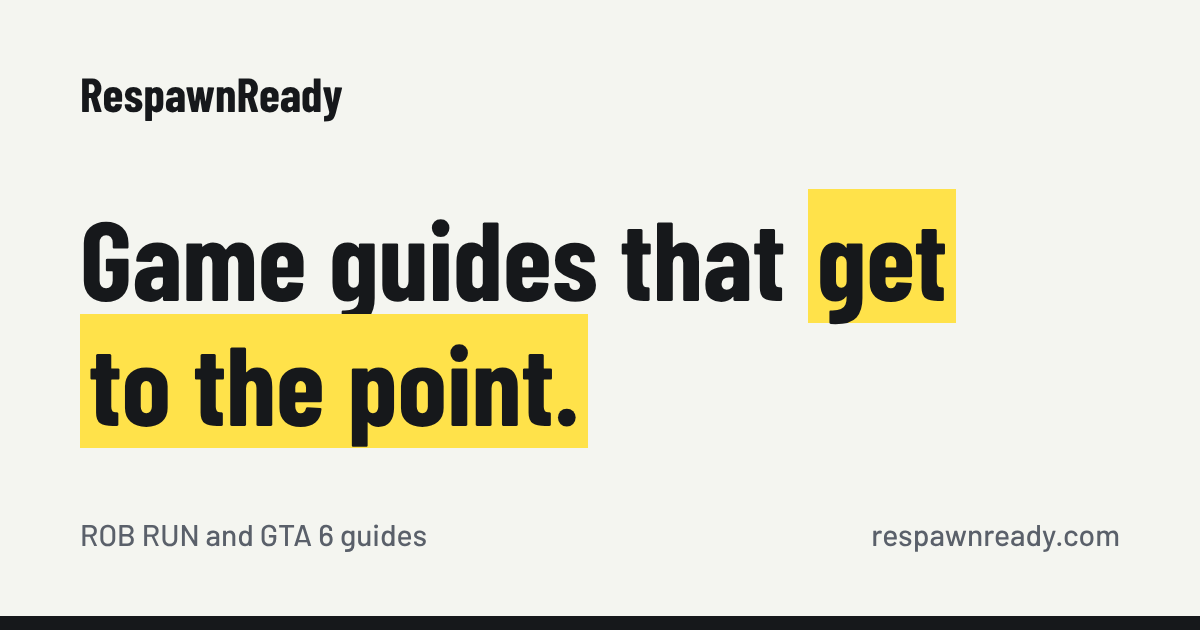 RespawnReady
Game guides that get
to the point.
ROB RUN and GTA 6 guides
respawnready.com